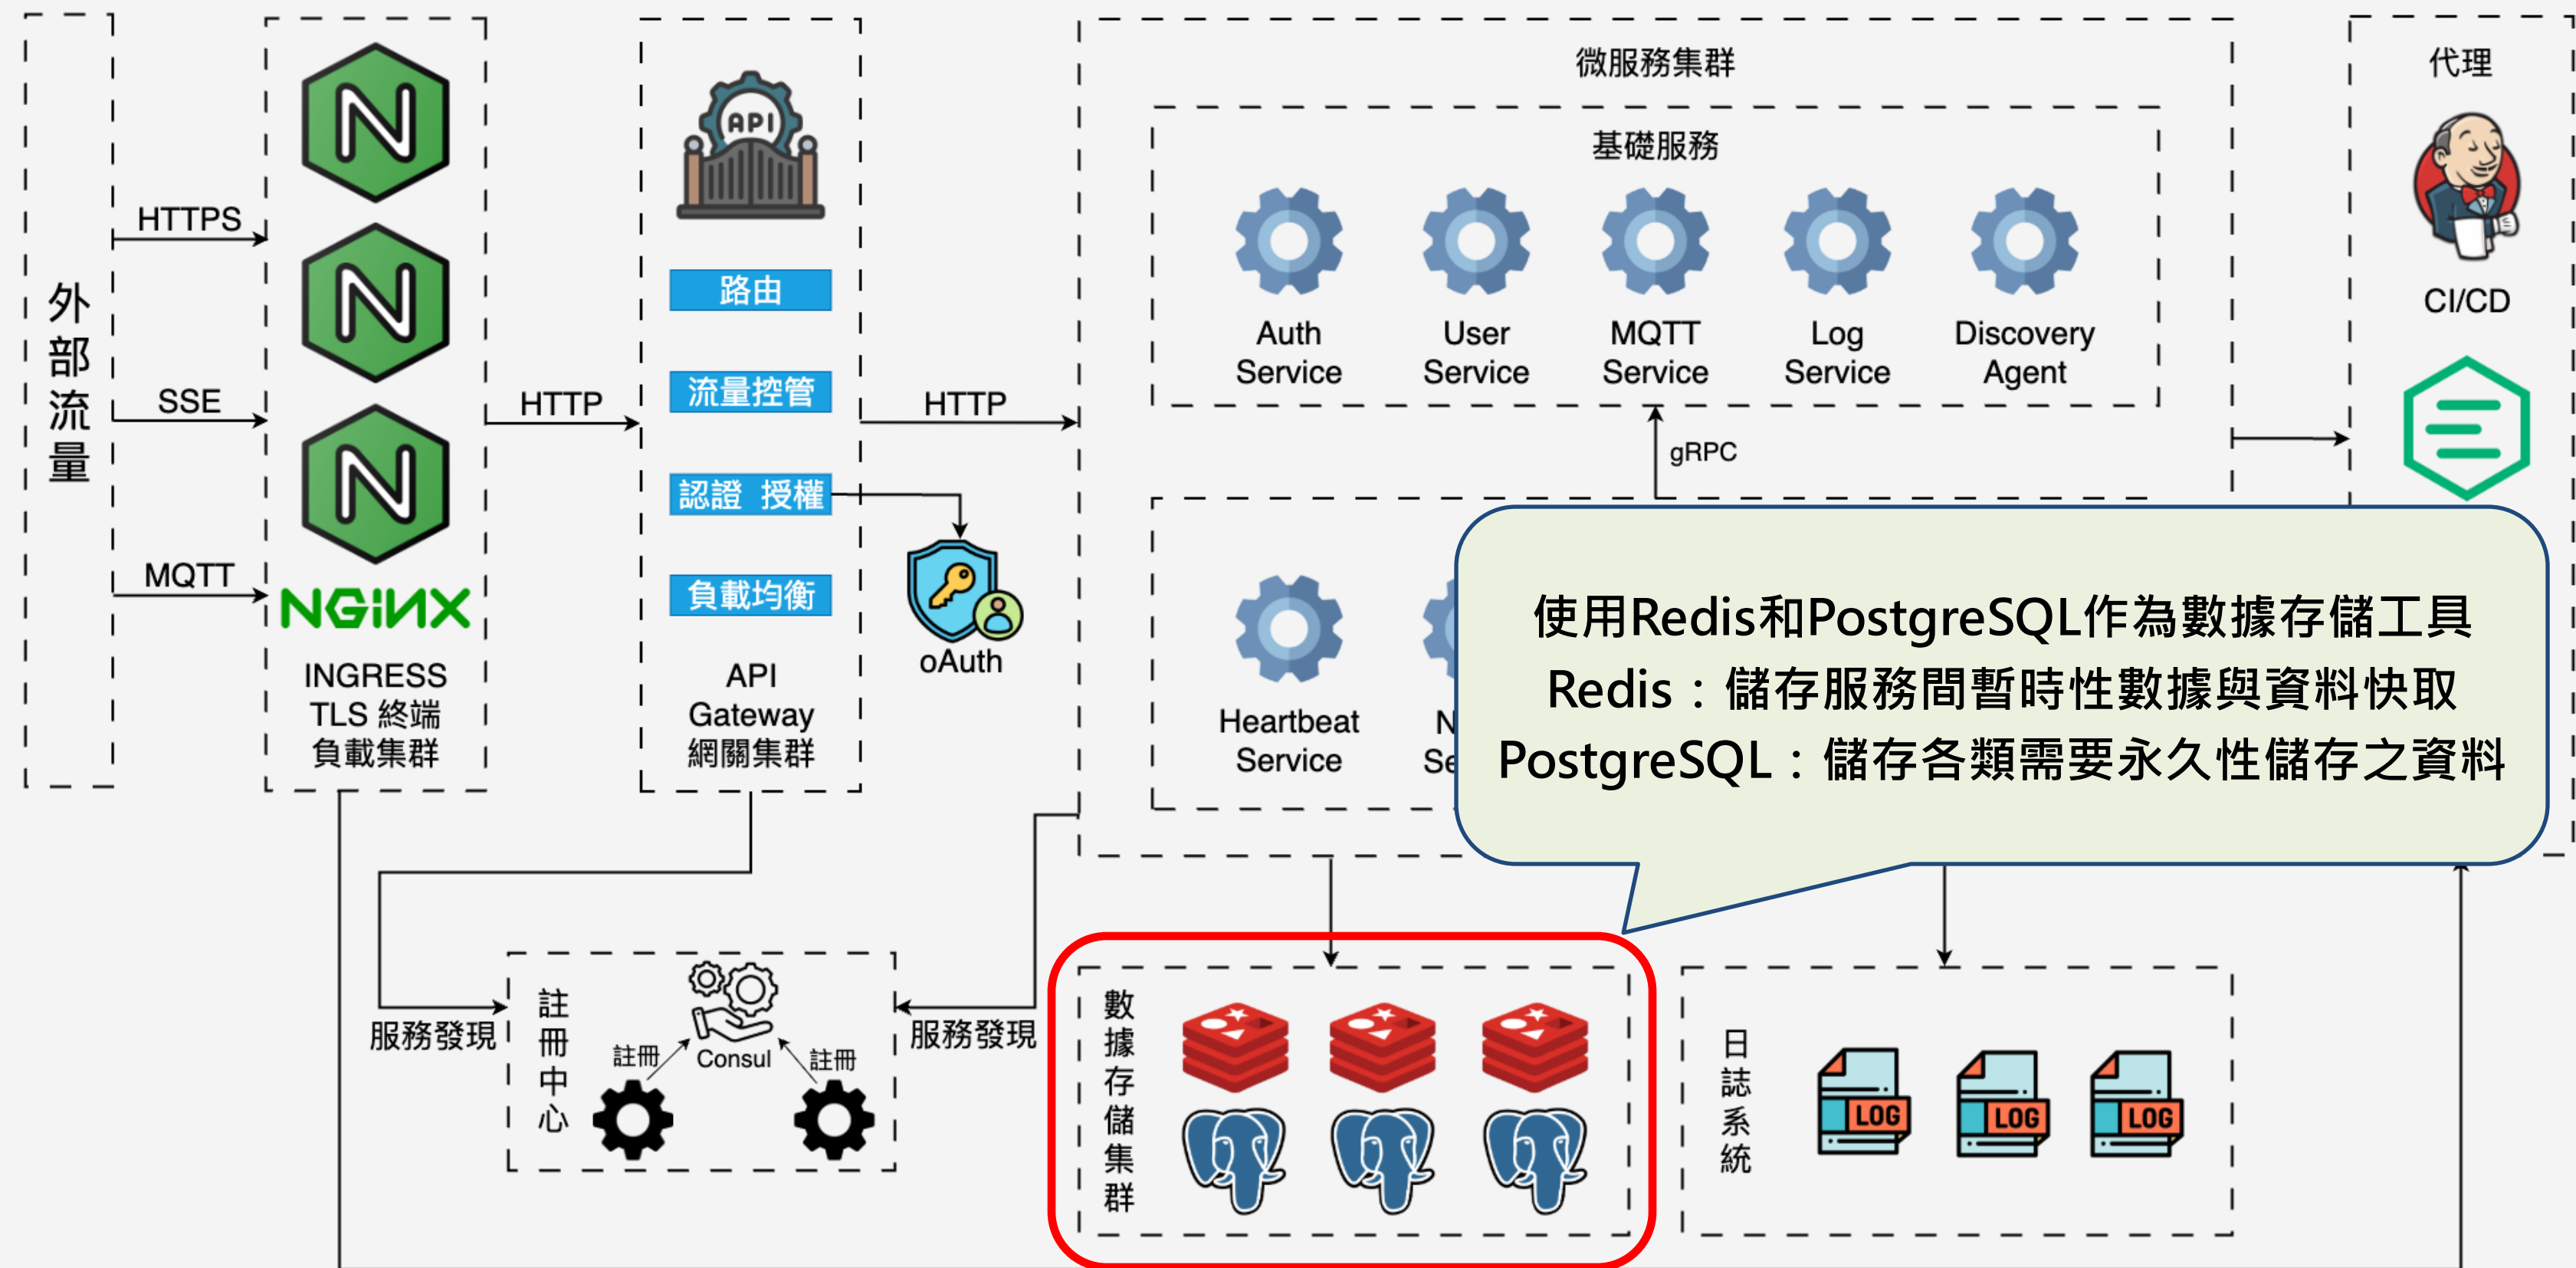 外部流量
HTTPS
SSE
MQTT
NGINX
INGRESS
TLS 終端
負載集群
HTTP
API
路由
流量控管
認證 授權
負載均衡
API
Gateway
網關集群
oAuth
HTTP
微服務集群
基礎服務
Auth
Service
User
Service
MQTT
Service
Log
Service
Discovery
Agent
gRPC
Heartbeat
Service
代理
CI/CD
使用Redis和PostgreSQL作為數據存儲工具
Redis：儲存服務間暫時性數據與資料快取
PostgreSQL：儲存各類需要永久性儲存之資料
服務發現
註冊中心
Consul
註冊
註冊
服務發現
數據存儲集群
日誌系統
LOG
LOG
LOG